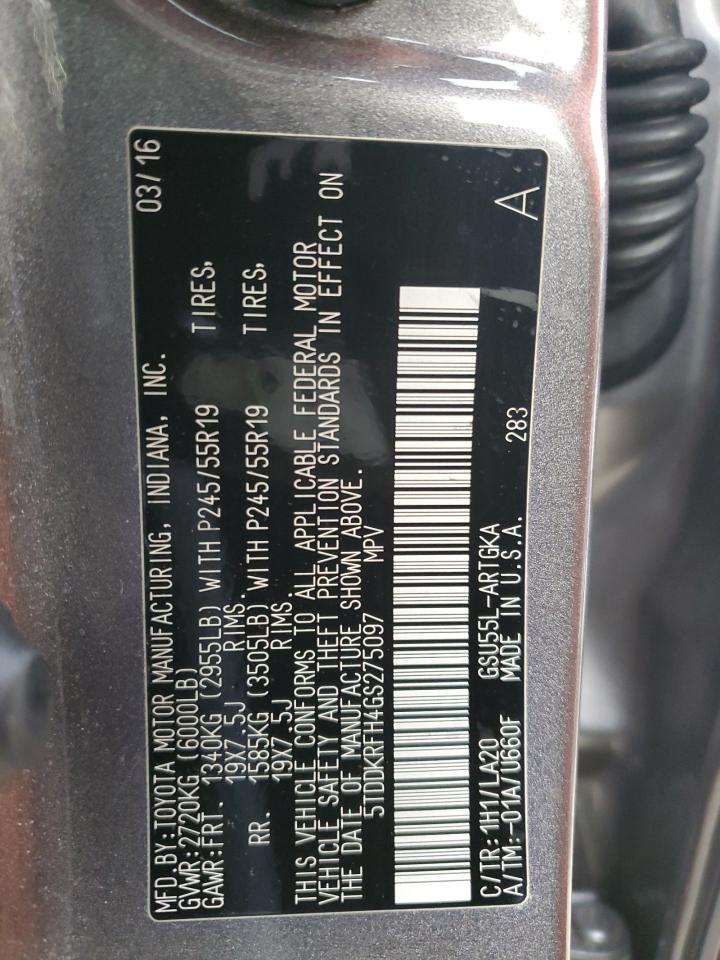 MFD.BY:TOYOTA MOTOR MANUFACTURING, INDIANA, INC. 03/16
GVWR:2720KG (6000LB)
GAWR:FRT. 1340KG (2955LB) WITH P245/55R19 TIRES,
19X7.5J RIMS
RR. 1585KG (3505LB) WITH P245/55R19 TIRES,
19X7.5J RIMS
THIS VEHICLE CONFORMS TO ALL APPLICABLE FEDERAL MOTOR
VEHICLE SAFETY AND THEFT PREVENTION STANDARDS IN EFFECT ON
THE DATE OF MANUFACTURE SHOWN ABOVE.
5TDDKRFH4GS275097 MPV
C/TR:1H1/LA20 GSU55L-ARTGKA A
A/TM:-01A/U660F MADE IN U.S.A. 283